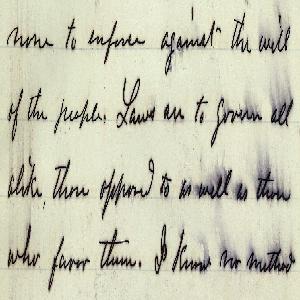 none to enforce against the will
of the people. Laws are to govern all
alike, those opposed to as well as those
who favor them. I know no method